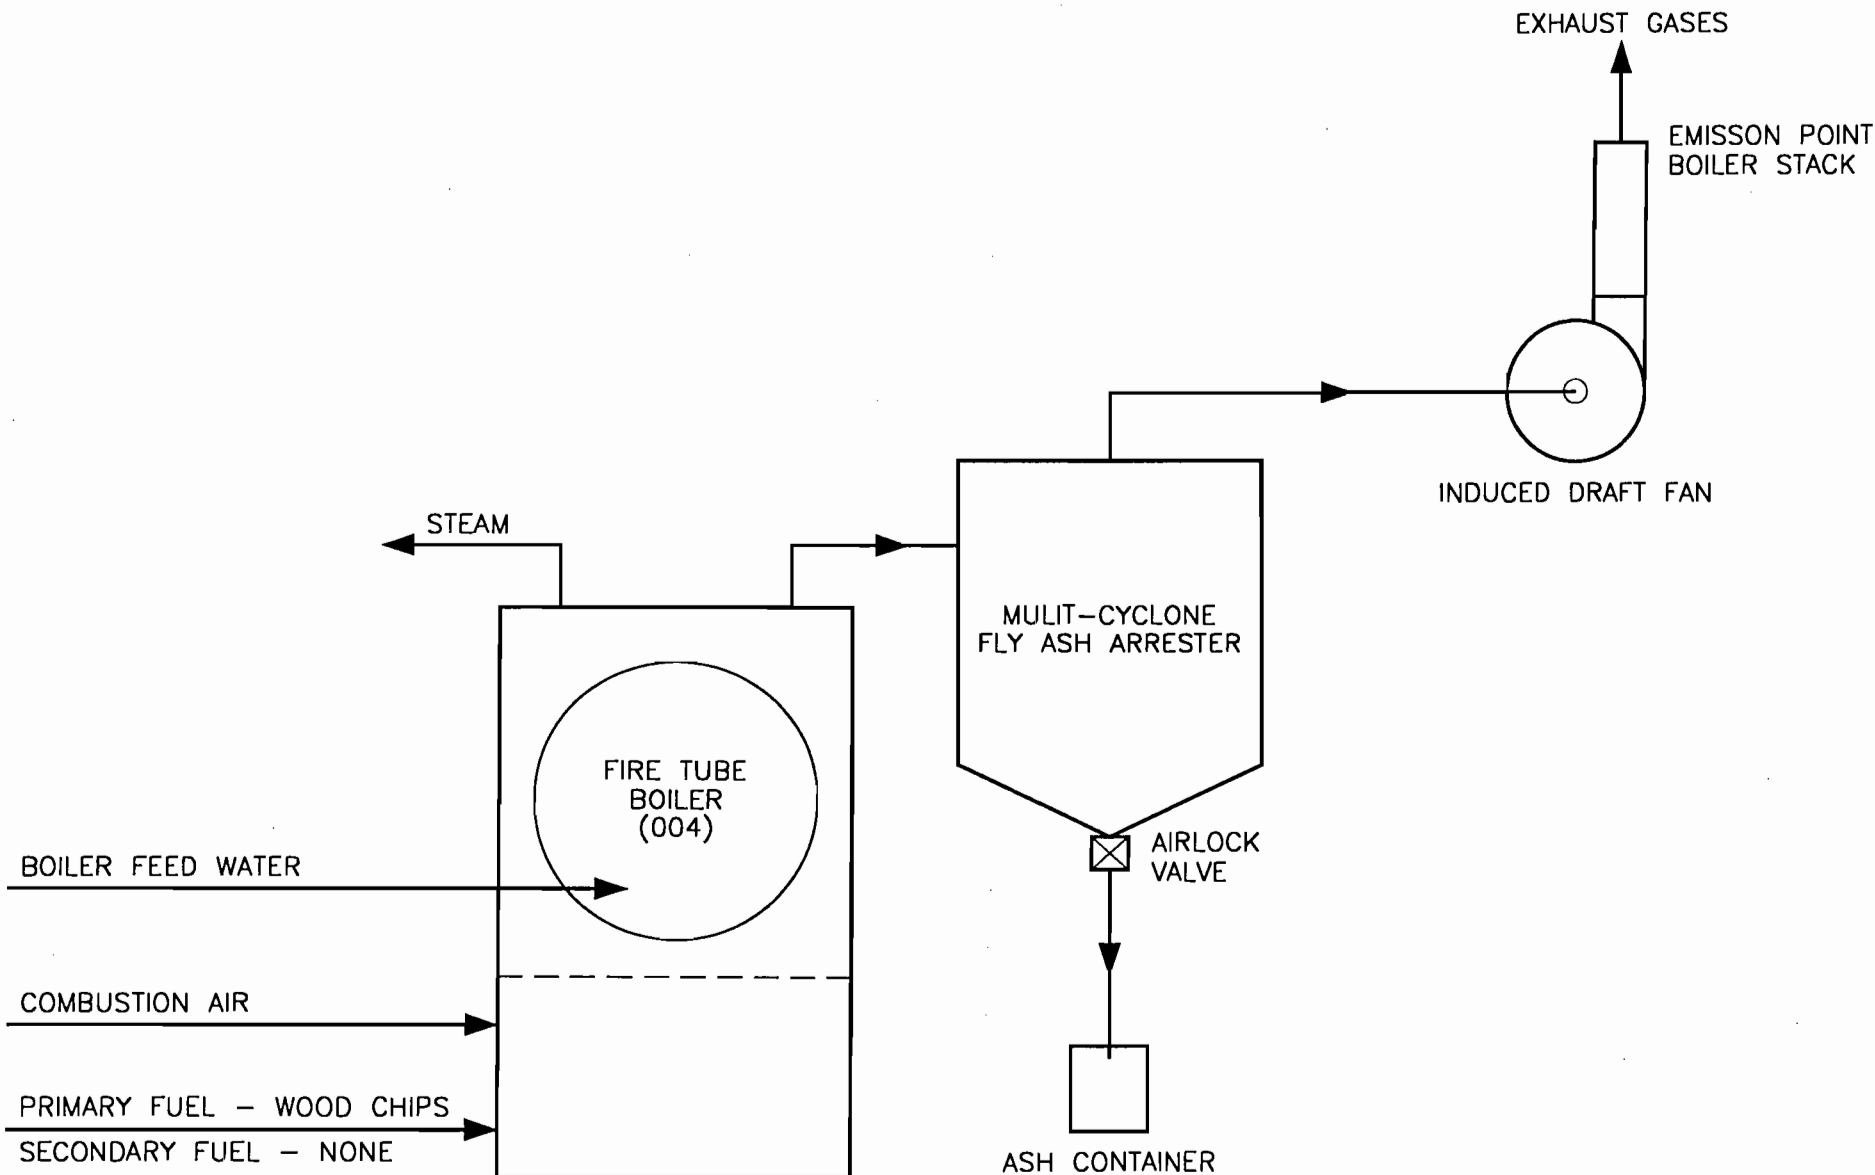 EXHAUST GASES
EMISSON POINT
BOILER STACK
INDUCED DRAFT FAN
STEAM
MULIT-CYCLONE
FLY ASH ARRESTER
FIRE TUBE
BOILER
(004)
AIRLOCK
VALVE
BOILER FEED WATER
COMBUSTION AIR
PRIMARY FUEL - WOOD CHIPS
SECONDARY FUEL - NONE
ASH CONTAINER